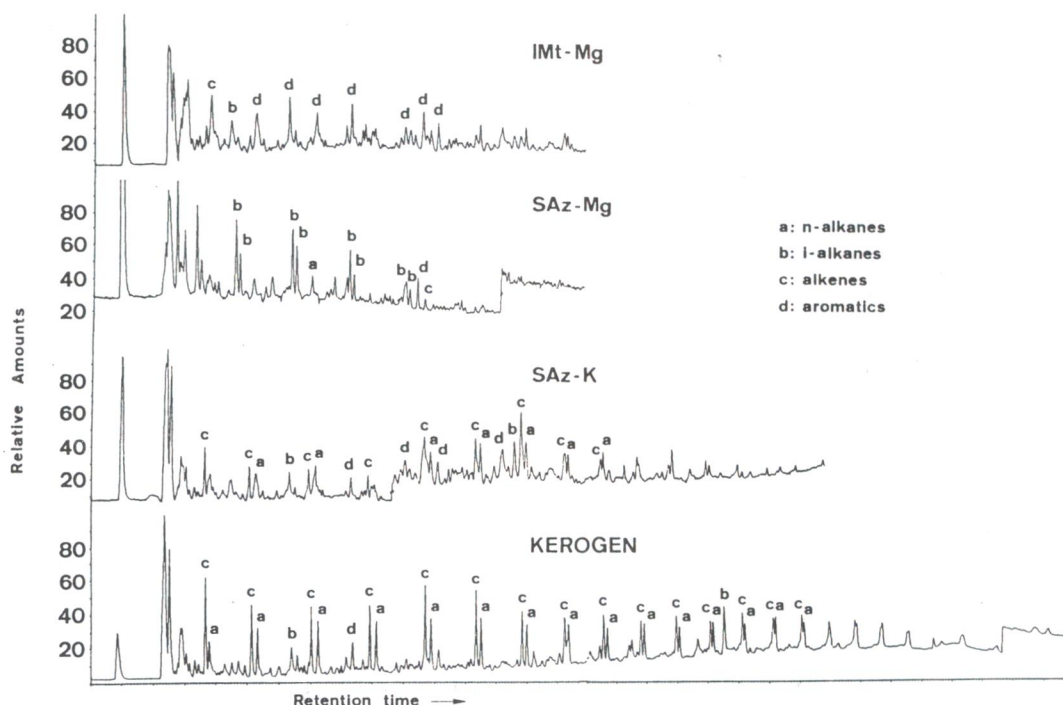 IMt-Mg
80
60
40
20
c b d d d d d d d
SAz-Mg
80
60
40
20
b b b b a b b b b d c
a: n-alkanes
b: i-alkanes
c: alkenes
d: aromatics
SAz-K
80
60
40
20
c c a b c a d c d c a d c a d b c a c a c a
KEROGEN
80
60
40
20
c a c a b c a d c a c a c a c a c a c a c a c a c a b c a c a c a
Relative Amounts
Retention time